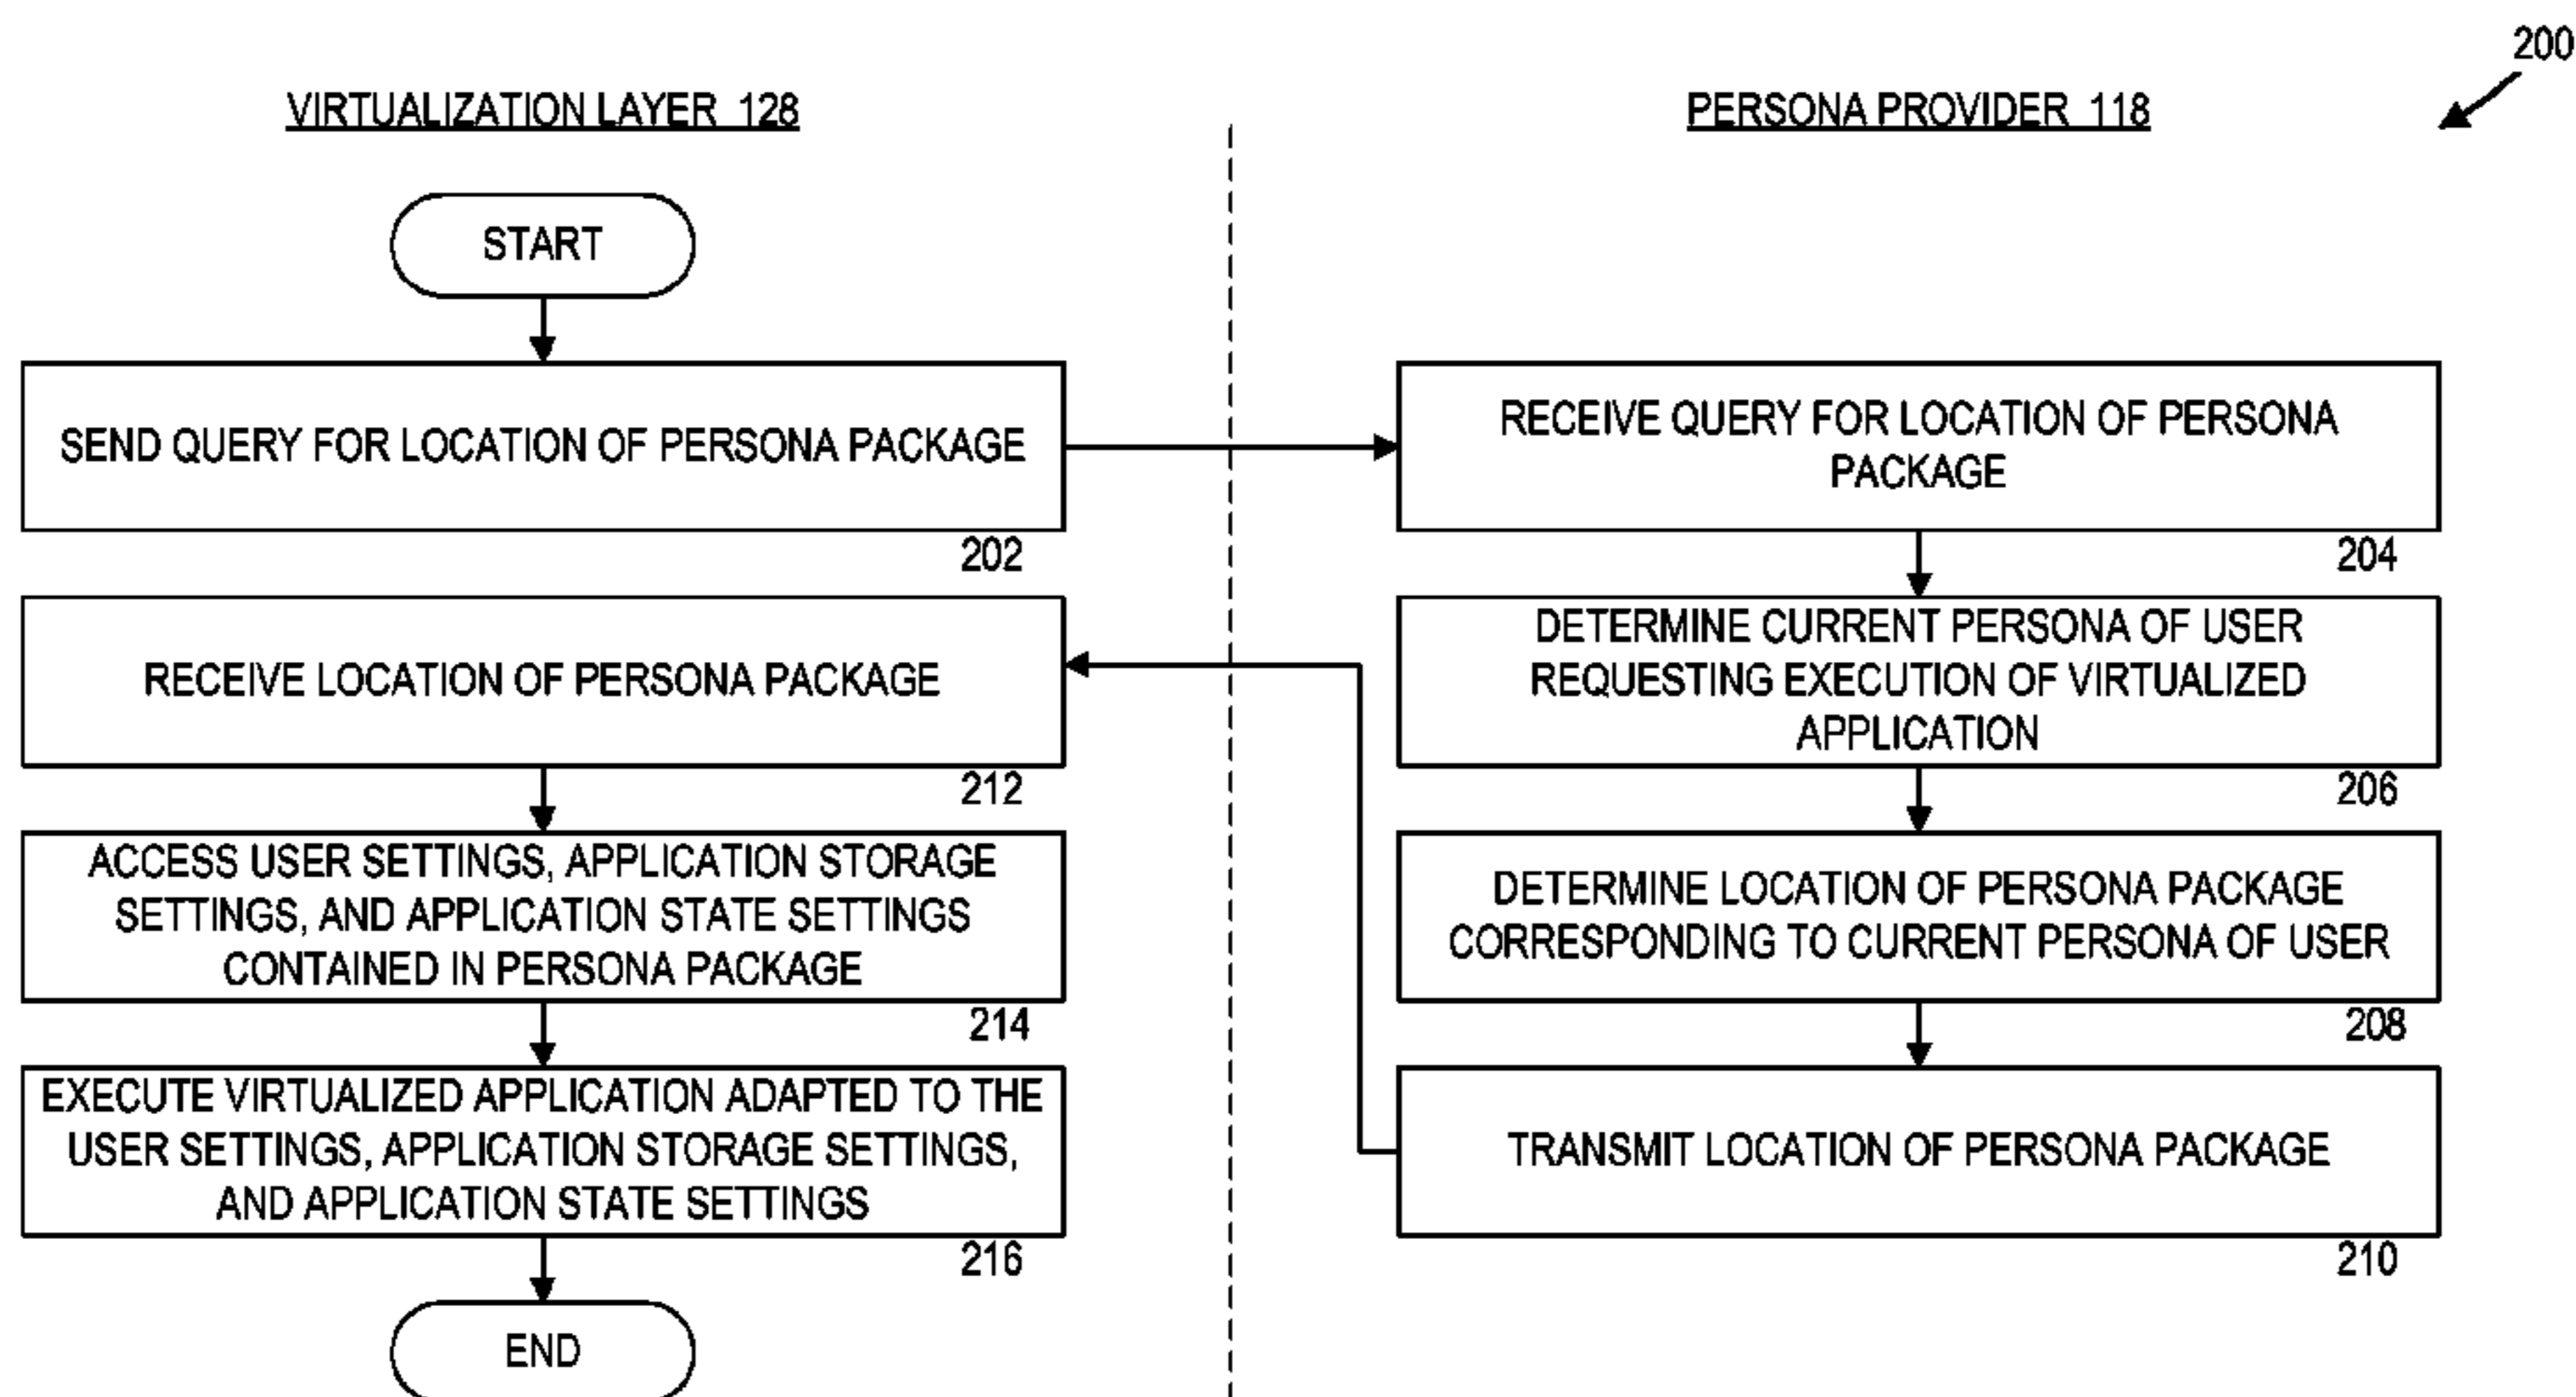 200
VIRTUALIZATION LAYER 128
PERSONA PROVIDER 118
START
SEND QUERY FOR LOCATION OF PERSONA PACKAGE
202
RECEIVE QUERY FOR LOCATION OF PERSONA
PACKAGE
204
DETERMINE CURRENT PERSONA OF USER
REQUESTING EXECUTION OF VIRTUALIZED
APPLICATION
206
DETERMINE LOCATION OF PERSONA PACKAGE
CORRESPONDING TO CURRENT PERSONA OF USER
208
TRANSMIT LOCATION OF PERSONA PACKAGE
210
RECEIVE LOCATION OF PERSONA PACKAGE
212
ACCESS USER SETTINGS, APPLICATION STORAGE
SETTINGS, AND APPLICATION STATE SETTINGS
CONTAINED IN PERSONA PACKAGE
214
EXECUTE VIRTUALIZED APPLICATION ADAPTED TO THE
USER SETTINGS, APPLICATION STORAGE SETTINGS,
AND APPLICATION STATE SETTINGS
216
END